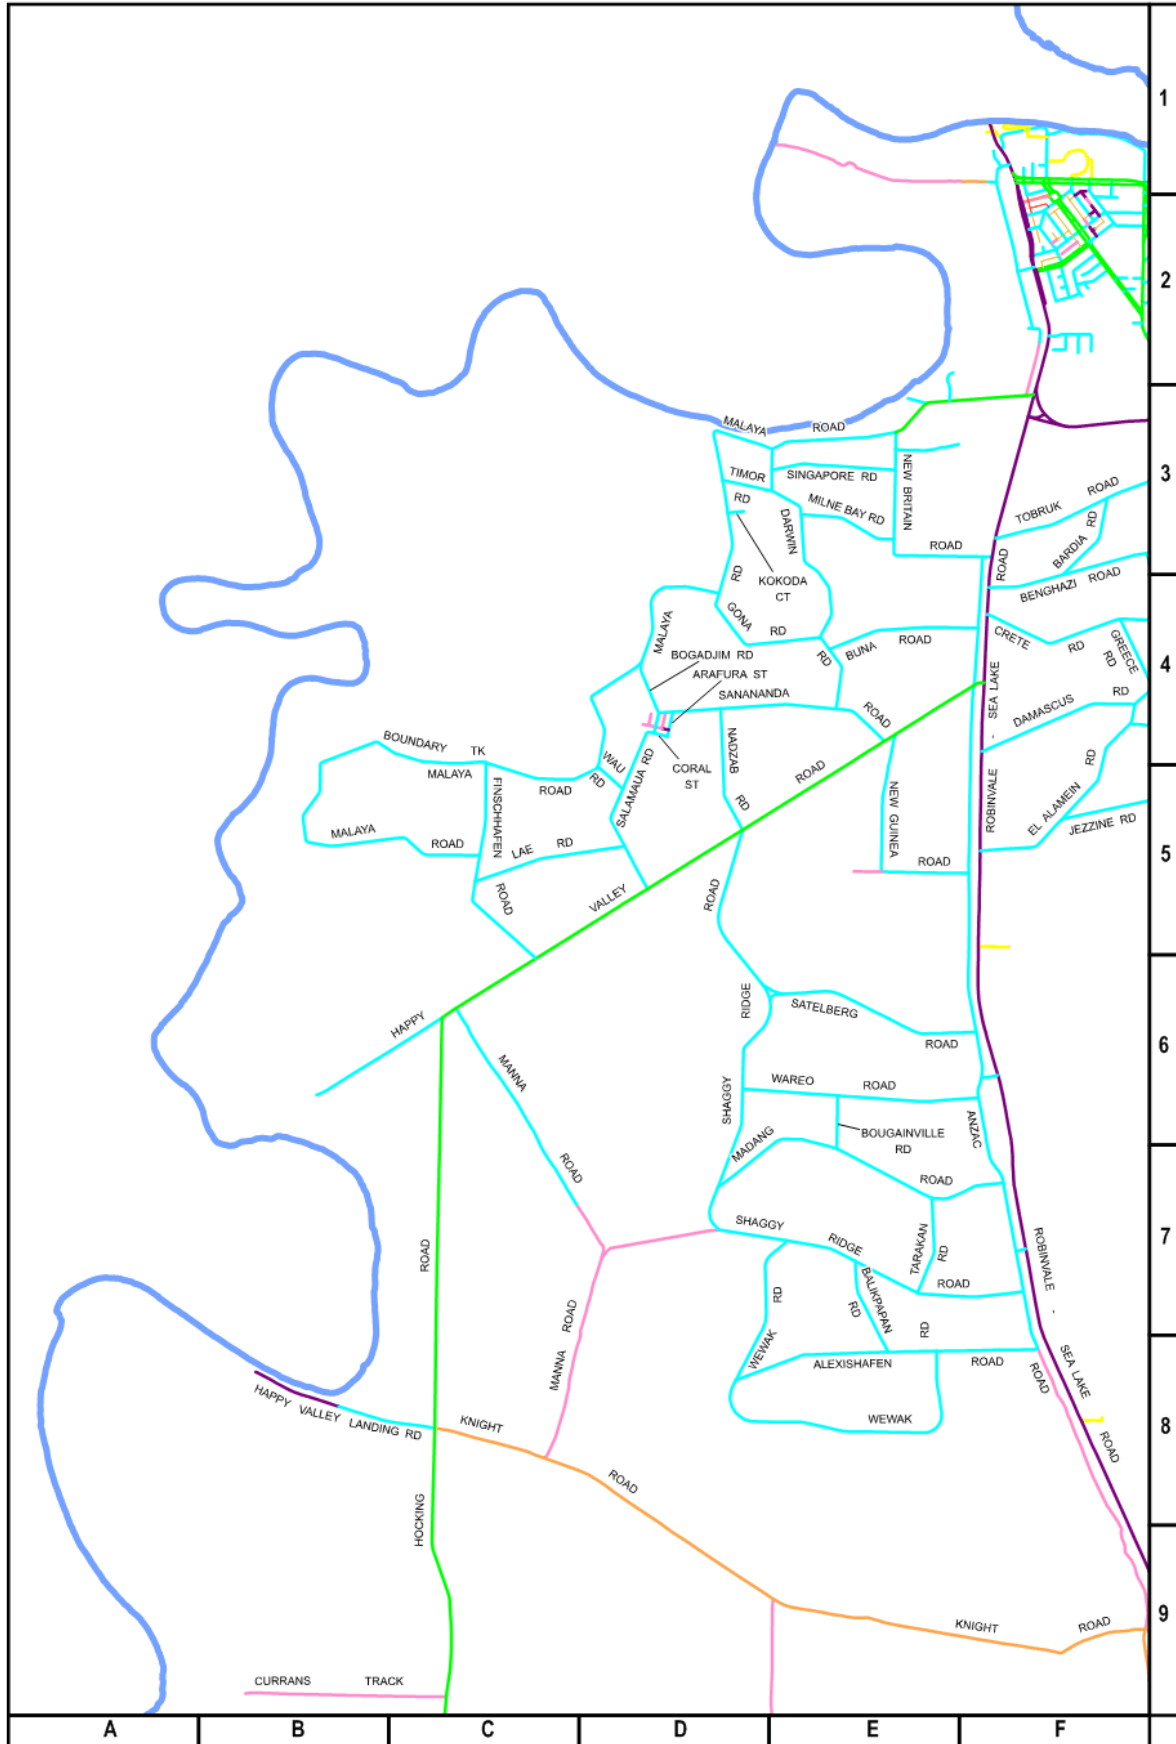 1
2
MALAYA ROAD
3
TIMOR
RD
SINGAPORE RD
NEW BRITAIN
ROAD
MILNE BAY RD
DARWIN
RD
TOBRUK ROAD
BARDIA RD
ROAD
BENGHAZI ROAD
KOKODA
CT
RD
GONA RD
MALAYA
BOGADJIM RD
ARAFURA ST
SANANANDA
ROAD
BUNA ROAD
CRETE RD
GREECE
RD
4
ROBINVALE - SEA LAKE
DAMASCUS RD
BOUNDARY TK
MALAYA
ROAD
WAU
RD
SALAMAUA RD
CORAL
ST
NADZAB
RD
ROAD
NEW GUINEA
ROAD
EL ALAMEIN
RD
JEZZINE RD
5
MALAYA
ROAD
FINSCHHAFEN
ROAD
LAE RD
VALLEY
ROAD
HAPPY
RIDGE
SATELBERG
ROAD
6
MANNA
ROAD
SHAGGY
WAREO ROAD
BOUGAINVILLE
RD
ANZAC
MADANG
ROAD
7
ROAD
SHAGGY
RIDGE
ROAD
TARAKAN
RD
BALIKPAPAN
RD
RD
ROBINVALE -
SEA LAKE
ROAD
MANNA ROAD
WEWAK
RD
ALEXISHAFEN ROAD
ROAD
HAPPY VALLEY LANDING RD
KNIGHT
ROAD
WEWAK
8
HOCKING
KNIGHT ROAD
9
CURRANS TRACK
A B C D E F